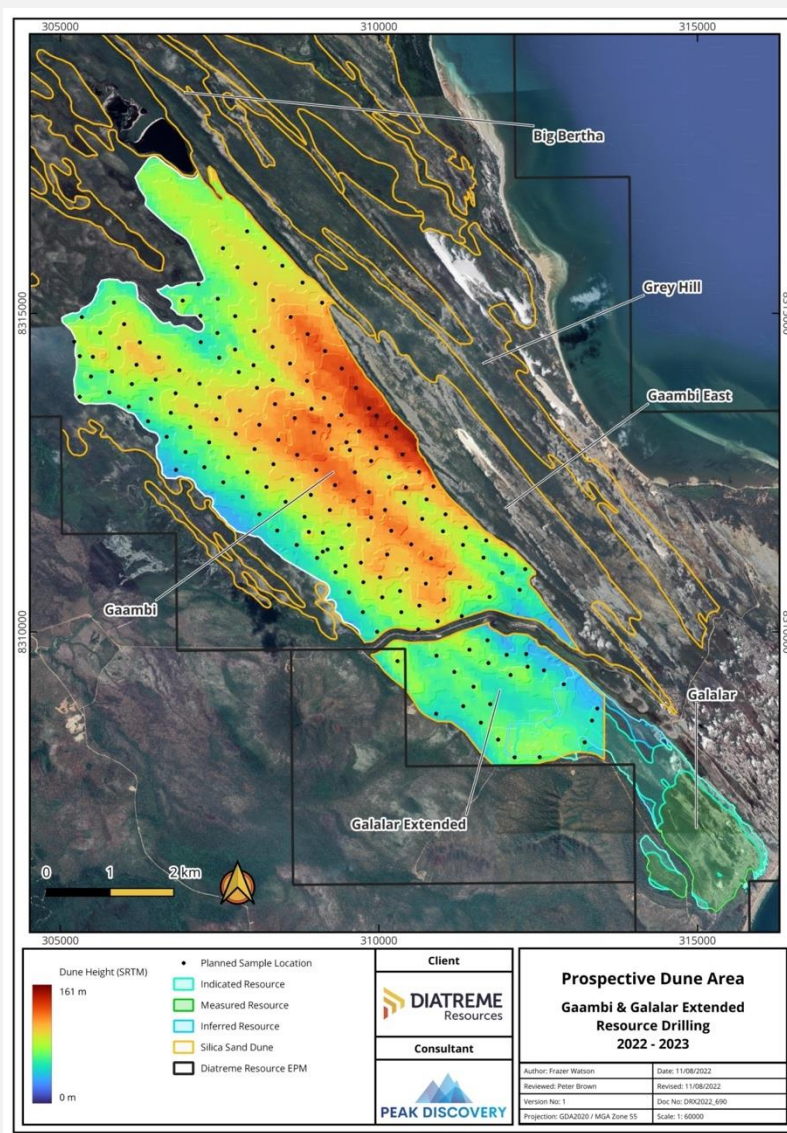 305000
310000
315000
Big Bertha
8315000
8315000
Grey Hill
Gaambi East
Gaambi
8310000
8310000
Galalar
Galalar Extended
0
1
2 km
305000
310000
315000
Dune Height (SRTM)
161 m
0 m
Planned Sample Location
Indicated Resource
Measured Resource
Inferred Resource
Silica Sand Dune
Diatreme Resource EPM
Client
DIATREME
Resources
Consultant
PEAK DISCOVERY
Prospective Dune Area
Gaambi & Galalar Extended
Resource Drilling
2022 - 2023
Author: Frazer Watson
Date: 11/08/2022
Reviewed: Peter Brown
Revised: 11/08/2022
Version No: 1
Doc No: DRX2022_690
Projection: GDA2020 / MGA Zone 55
Scale: 1: 60000